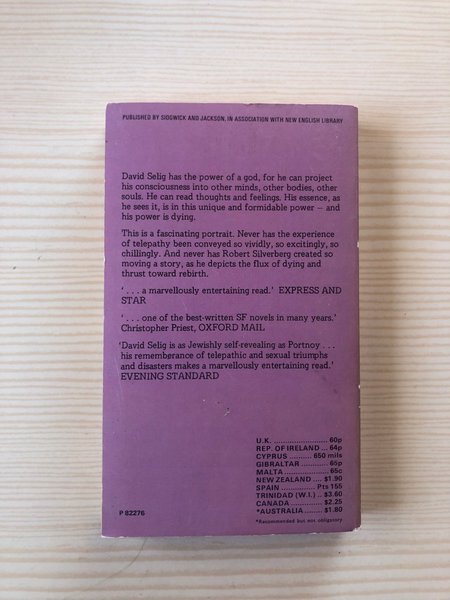 PUBLISHED BY SIDGWICK AND JACKSON, IN ASSOCIATION WITH NEW ENGLISH LIBRARY
David Selig has the power of a god, for he can project
his consciousness into other minds, other bodies, other
souls. He can read thoughts and feelings. His essence, as
he sees it, is in this unique and formidable power – and
his power is dying.
This is a fascinating portrait. Never has the experience
of telepathy been conveyed so vividly, so excitingly, so
chillingly. And never has Robert Silverberg created so
moving a story, as he depicts the flux of dying and
thrust toward rebirth.
‘ . . . a marvellously entertaining read.’ EXPRESS AND
STAR
‘ . . . one of the best-written SF novels in many years.’
Christopher Priest, OXFORD MAIL
‘David Selig is as Jewishly self-revealing as Portnoy . . .
his rememberance of telepathic and sexual triumphs
and disasters makes a marvellously entertaining read.’
EVENING STANDARD
U.K. ........................ 60p
REP. OF IRELAND ... 64p
CYPRUS .......... 650 mils
GIBRALTAR ............ 65p
MALTA ................... 65c
NEW ZEALAND .... $1.90
SPAIN .............. Pts 155
TRINIDAD (W.I.) .. $3.60
CANADA .............. $2.25
*AUSTRALIA ........ $1.80
*Recommended but not obligatory
P 82276